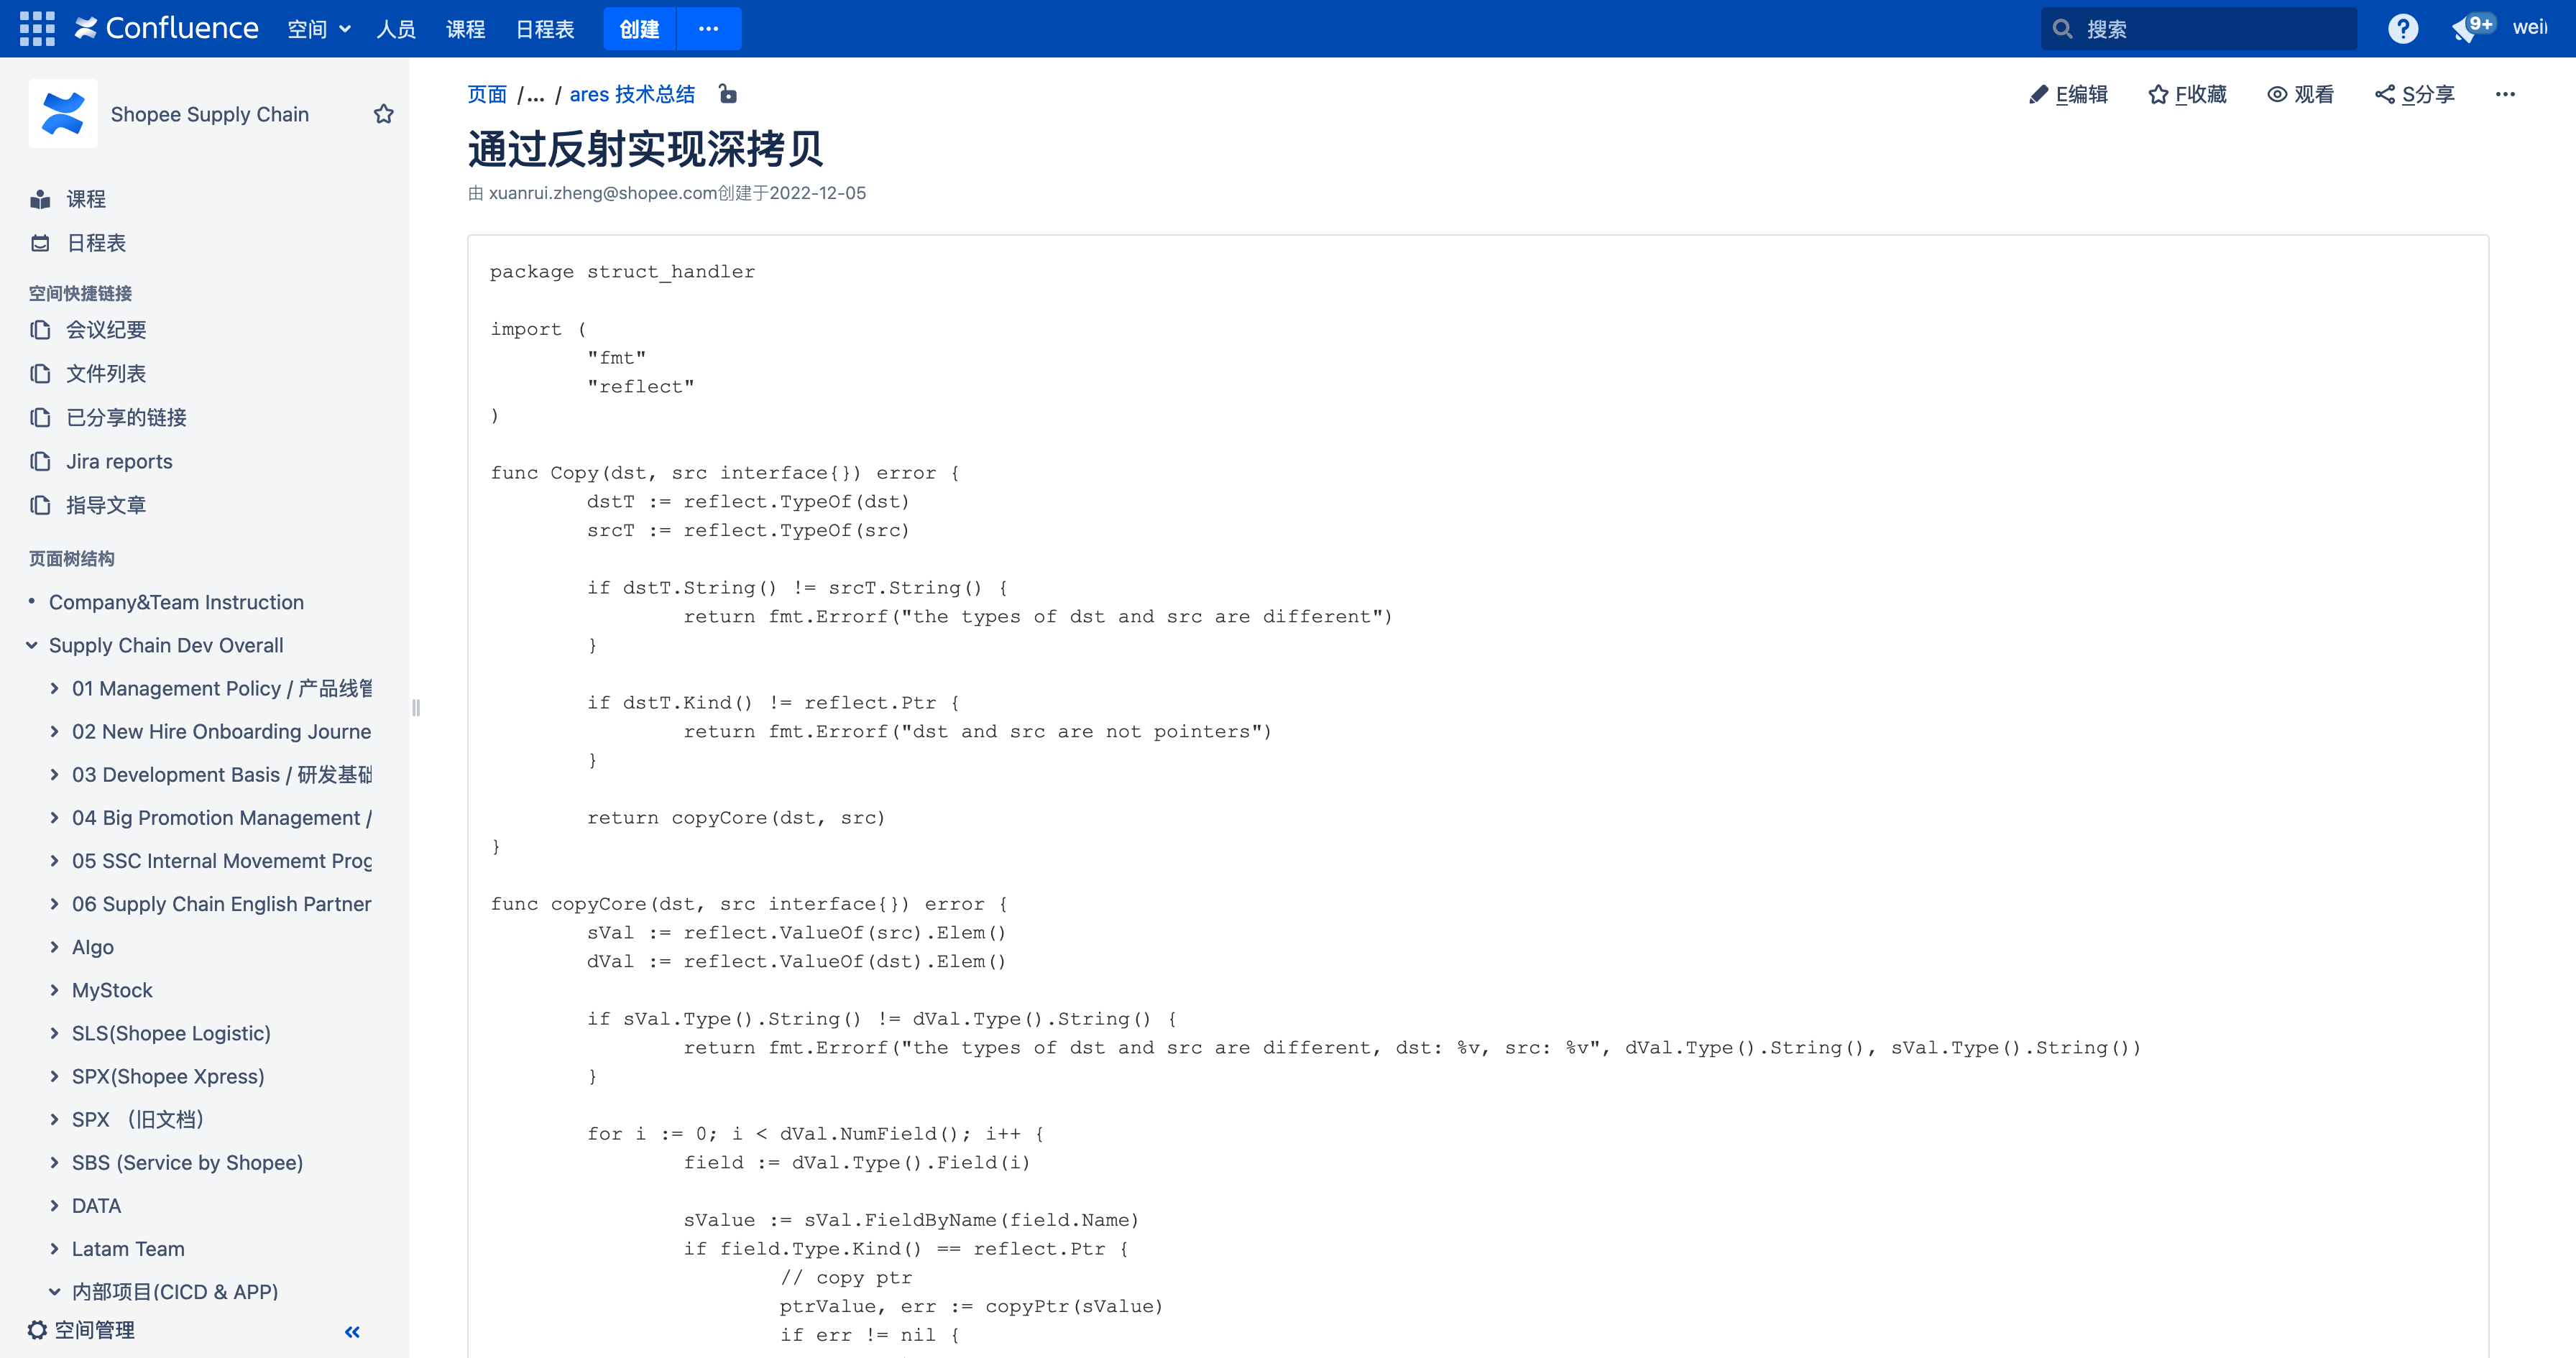 Confluence
空间
人员
课程
日程表
创建
搜索
9+
Shopee Supply Chain
课程
日程表
空间快捷链接
会议纪要
文件列表
已分享的链接
Jira reports
指导文章
页面树结构
Company&Team Instruction
Supply Chain Dev Overall
01 Management Policy / 产品线管
02 New Hire Onboarding Journe
03 Development Basis / 研发基础
04 Big Promotion Management /
05 SSC Internal Movememt Prog
06 Supply Chain English Partner
Algo
MyStock
SLS(Shopee Logistic)
SPX(Shopee Xpress)
SPX （旧文档）
SBS (Service by Shopee)
DATA
Latam Team
内部项目(CICD & APP)
空间管理
页面 /... / ares 技术总结
E编辑
F收藏
观看
S分享
通过反射实现深拷贝
由 xuanrui.zheng@shopee.com创建于2022-12-05
package struct_handler
import (
"fmt"
"reflect"
)
func Copy(dst, src interface{}) error {
dstT := reflect.TypeOf(dst)
srcT := reflect.TypeOf(src)
if dstT.String() != srcT.String() {
return fmt.Errorf("the types of dst and src are different")
}
if dstT.Kind() != reflect.Ptr {
return fmt.Errorf("dst and src are not pointers")
}
return copyCore(dst, src)
}
func copyCore(dst, src interface{}) error {
sVal := reflect.ValueOf(src).Elem()
dVal := reflect.ValueOf(dst).Elem()
if sVal.Type().String() != dVal.Type().String() {
return fmt.Errorf("the types of dst and src are different, dst: %v, src: %v", dVal.Type().String(), sVal.Type().String())
}
for i := 0; i < dVal.NumField(); i++ {
field := dVal.Type().Field(i)
sValue := sVal.FieldByName(field.Name)
if field.Type.Kind() == reflect.Ptr {
// copy ptr
ptrValue, err := copyPtr(sValue)
if err != nil {